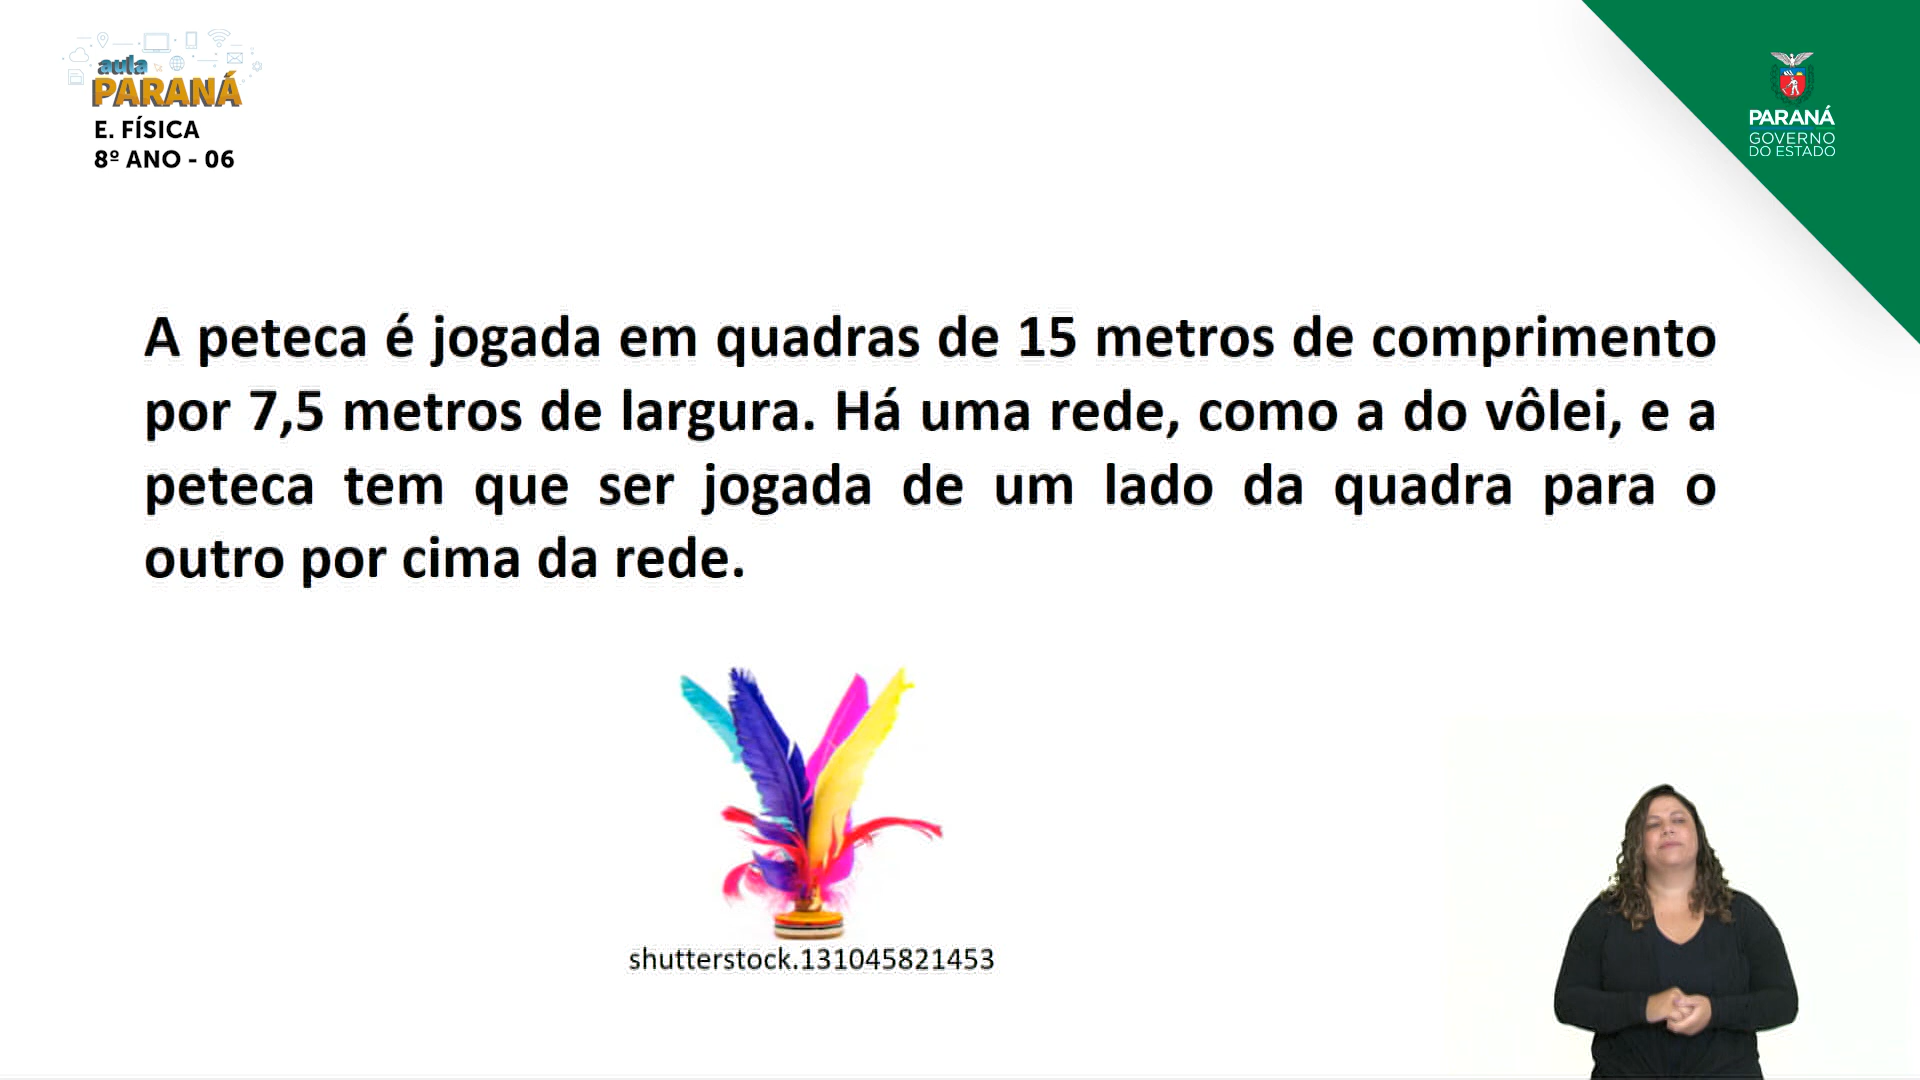 aula
PARANÁ
E. FÍSICA
8º ANO - 06
PARANÁ
GOVERNO
DO ESTADO
A peteca é jogada em quadras de 15 metros de comprimento
por 7,5 metros de largura. Há uma rede, como a do vôlei, e a
peteca tem que ser jogada de um lado da quadra para o
outro por cima da rede.
shutterstock.131045821453